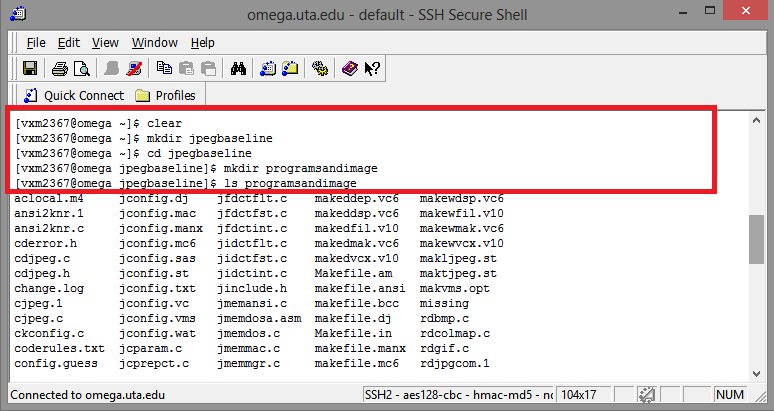 omega.uta.edu - default - SSH Secure Shell
File Edit View Window Help
Quick Connect Profiles
[vxm2367@omega ~]$ clear
[vxm2367@omega ~]$ mkdir jpegbaseline
[vxm2367@omega ~]$ cd jpegbaseline
[vxm2367@omega jpegbaseline]$ mkdir programsandimage
[vxm2367@omega jpegbaseline]$ ls programsandimage
aclocal.m4 jconfig.dj jfdctflt.c makeddep.vc6 makewdsp.vc6
ansi2knr.1 jconfig.mac jfdctfst.c makeddsp.vc6 makewfil.v10
ansi2knr.c jconfig.manx jfdctint.c makedfil.v10 makewmak.vc6
cderror.h jconfig.mc6 jidctflt.c makedmak.vc6 makewvcx.v10
cdjpeg.c jconfig.sas jidctfst.c makedvcx.v10 makljpeg.st
cdjpeg.h jconfig.st jidctint.c Makefile.am maktjpeg.st
change.log jconfig.txt jinclude.h makefile.ansi makvms.opt
cjpeg.1 jconfig.vc jmemansi.c makefile.bcc missing
cjpeg.c jconfig.vms jmemdosa.asm makefile.dj rdbmp.c
ckconfig.c jconfig.wat jmemdos.c Makefile.in rdcolmap.c
coderules.txt jcparam.c jmemmac.c makefile.manx rdgif.c
config.guess jcprepct.c jmemmgr.c makefile.mc6 rdjpgcom.1
Connected to omega.uta.edu SSH2 - aes128-cbc - hmac-md5 - nc 104x17 NUM